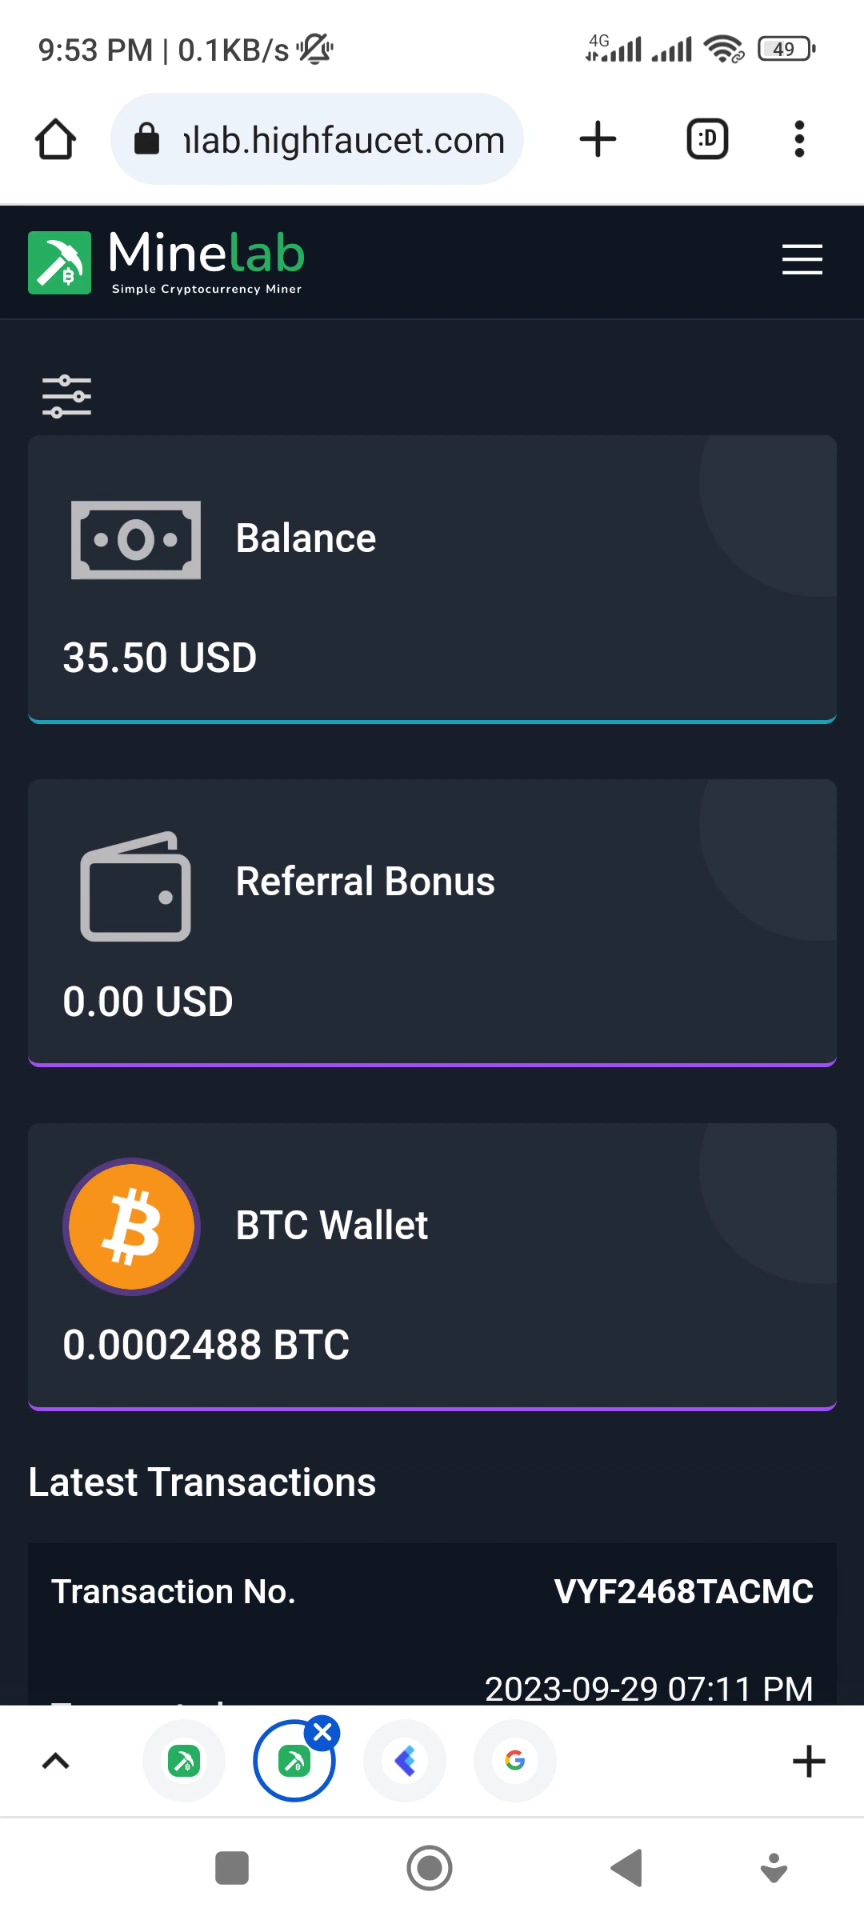 9:53 PM | 0.1KB/s
4G
49
lab.highfaucet.com
:D
Minelab
Simple Cryptocurrency Miner
Balance
35.50 USD
Referral Bonus
0.00 USD
BTC Wallet
0.0002488 BTC
Latest Transactions
Transaction No. VYF2468TACMC
2023-09-29 07:11 PM